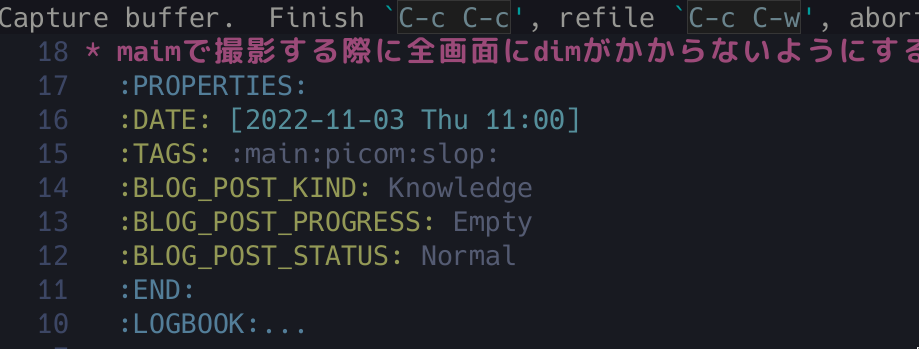 Capture buffer.  Finish `C-c C-c', refile `C-c C-w', abor
18 * maimで撮影する際に全画面にdimがかからないようにする
17 :PROPERTIES:
16 :DATE: [2022-11-03 Thu 11:00]
15 :TAGS: :main:picom:slop:
14 :BLOG_POST_KIND: Knowledge
13 :BLOG_POST_PROGRESS: Empty
12 :BLOG_POST_STATUS: Normal
11 :END:
10 :LOGBOOK:...